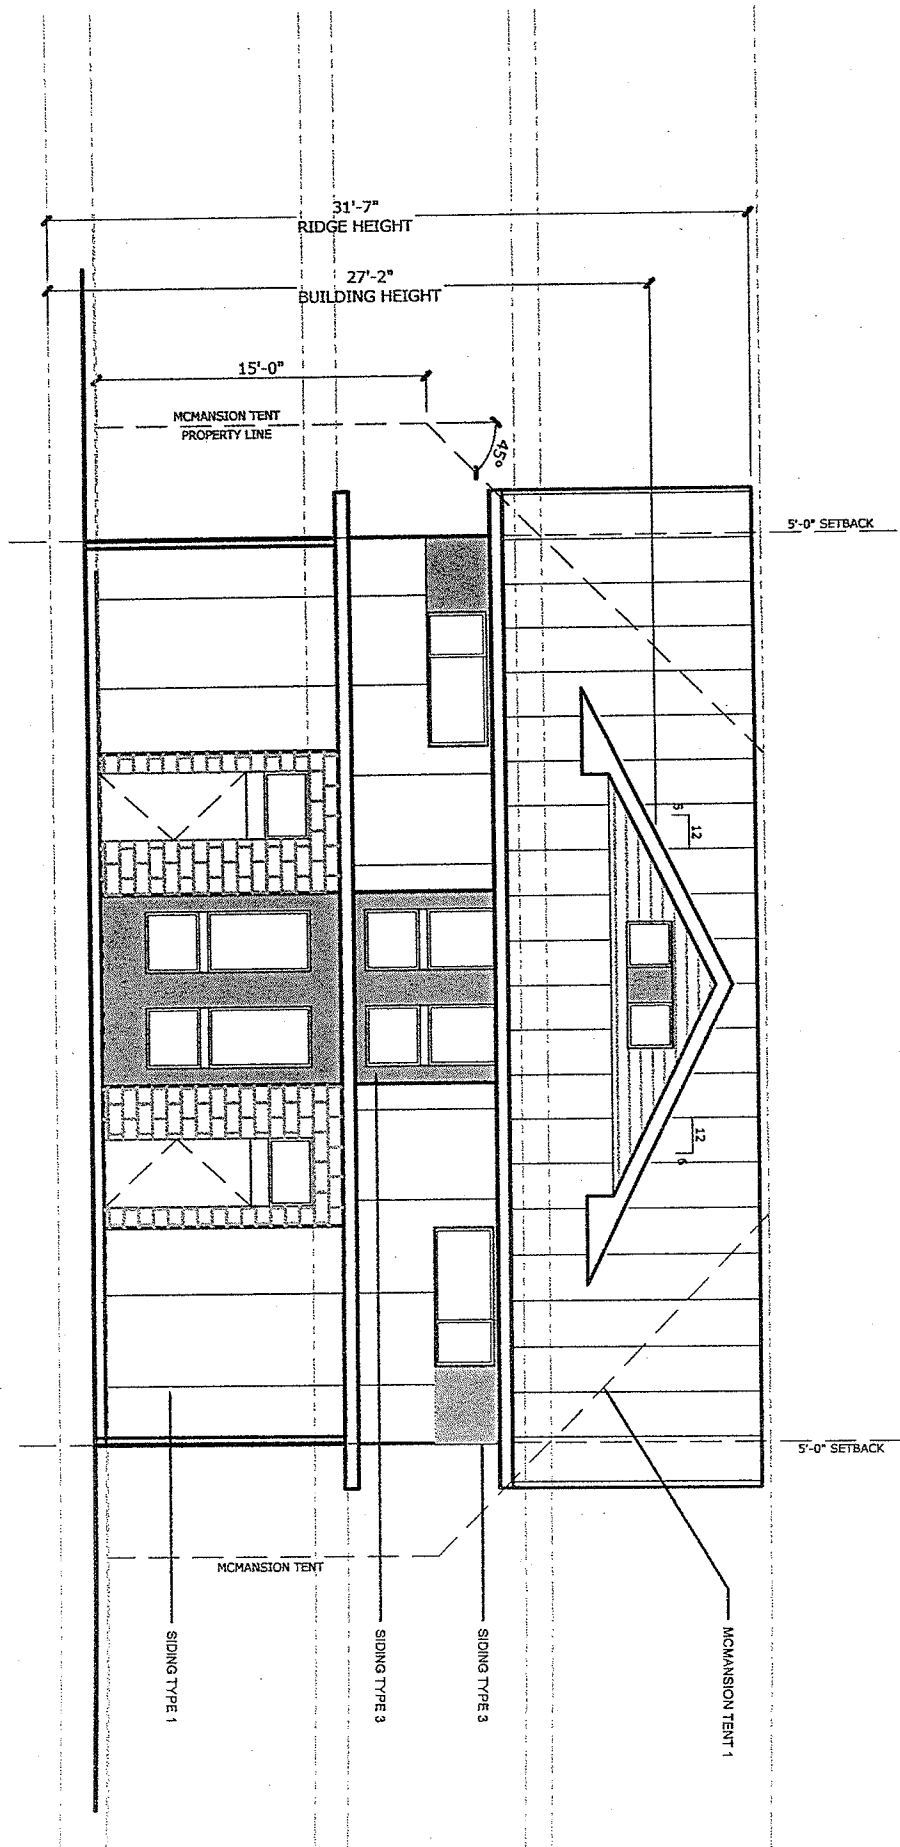 31'-7"
RIDGE HEIGHT
27'-2"
BUILDING HEIGHT
15'-0"
MCMANSION TENT
PROPERTY LINE
45°
5'-0" SETBACK
12
12
6
5'-0" SETBACK
MCMANSION TENT
SIDING TYPE 1
SIDING TYPE 3
SIDING TYPE 3
MCMANSION TENT 1